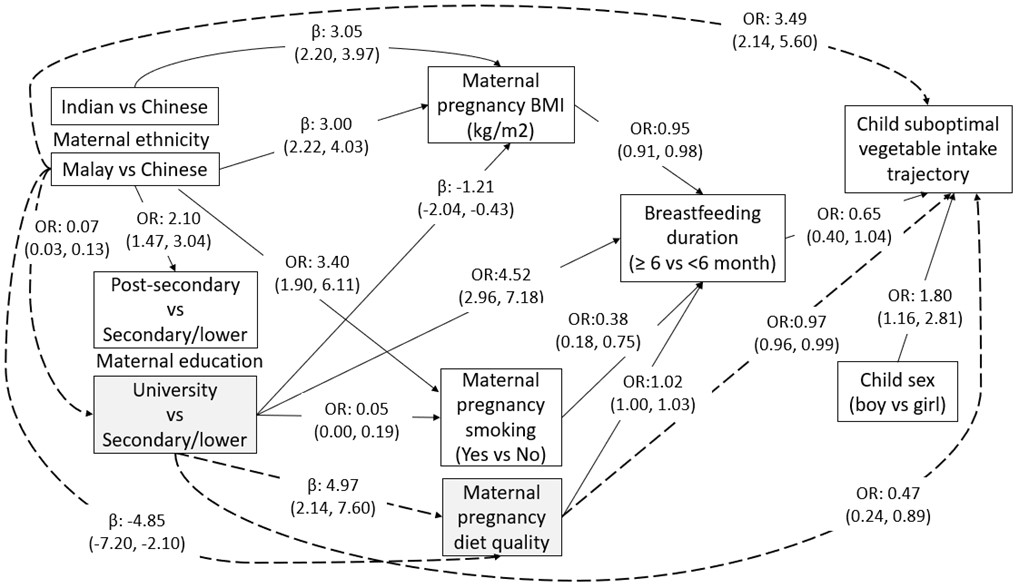 OR: 3.49
(2.14, 5.60)
β: 3.05
(2.20, 3.97)
Indian vs Chinese
Maternal ethnicity
Malay vs Chinese
Maternal
pregnancy BMI
(kg/m2)
β: 3.00
(2.22, 4.03)
OR:0.95
(0.91, 0.98)
Child suboptimal
vegetable intake
trajectory
β: -1.21
(-2.04, -0.43)
OR: 0.07
(0.03, 0.13)
OR: 2.10
(1.47, 3.04)
Breastfeeding
duration
(≥ 6 vs <6 month)
OR: 0.65
(0.40, 1.04)
OR: 3.40
(1.90, 6.11)
OR:4.52
(2.96, 7.18)
Post-secondary
vs
Secondary/lower
Maternal education
University
vs
Secondary/lower
OR:0.38
(0.18, 0.75)
OR:0.97
(0.96, 0.99)
OR: 1.80
(1.16, 2.81)
OR: 0.05
(0.00, 0.19)
Maternal
pregnancy
smoking
(Yes vs No)
OR:1.02
(1.00, 1.03)
Child sex
(boy vs girl)
β: 4.97
(2.14, 7.60)
Maternal
pregnancy
diet quality
β: -4.85
(-7.20, -2.10)
OR: 0.47
(0.24, 0.89)